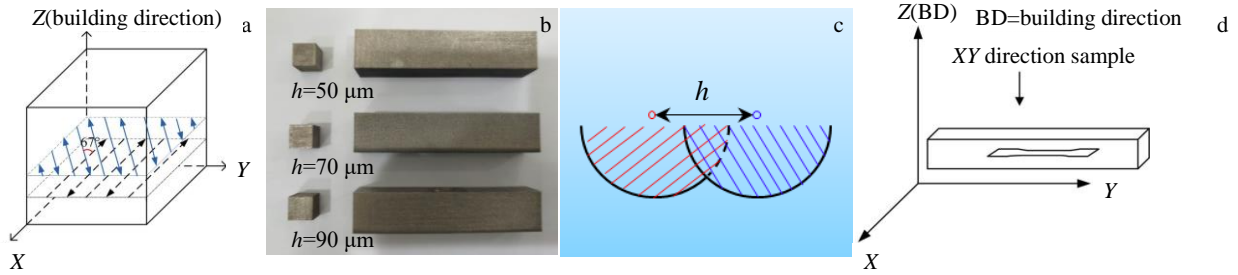 Z(building direction)
a
67°
Y
X
b
h=50 μm
h=70 μm
h=90 μm
c
h
Z(BD)
BD=building direction
d
XY direction sample
Y
X